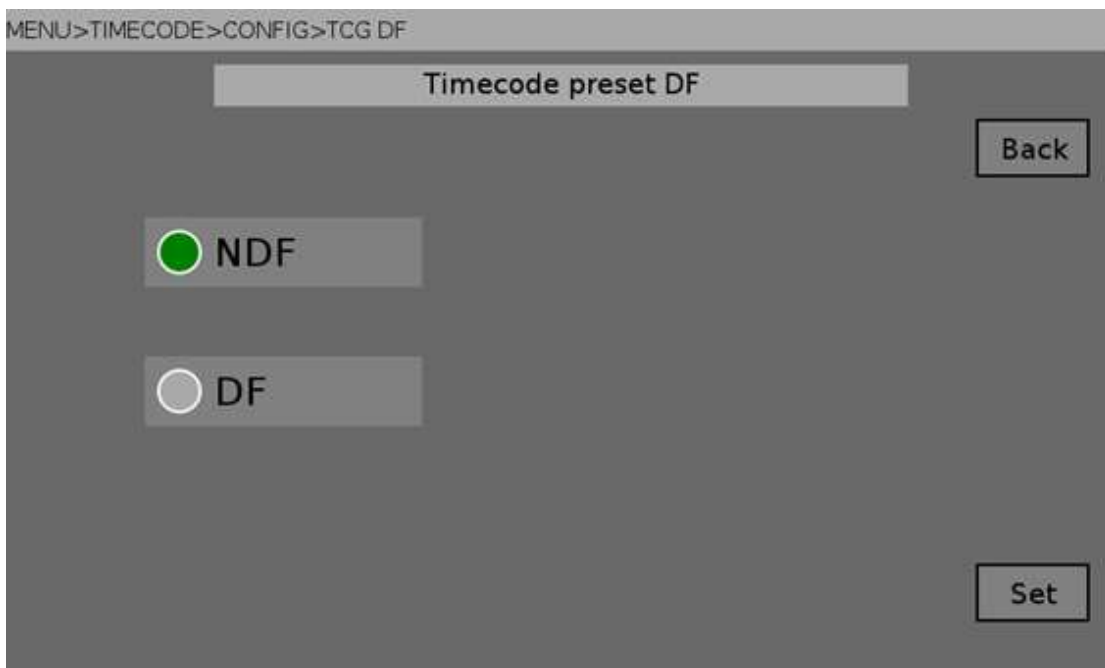 MENU>TIMECODE>CONFIG>TCG DF
Timecode preset DF
Back
NDF
DF
Set